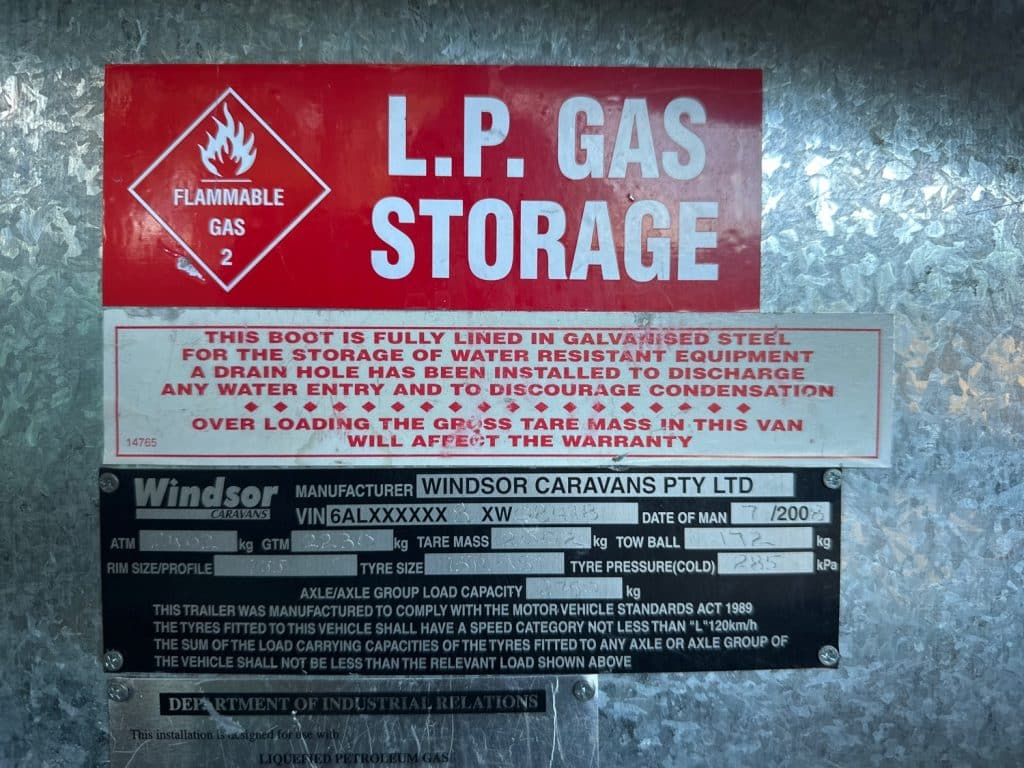 FLAMMABLE
GAS
2
L.P. GAS
STORAGE
THIS BOOT IS FULLY LINED IN GALVANISED STEEL
FOR THE STORAGE OF WATER RESISTANT EQUIPMENT
A DRAIN HOLE HAS BEEN INSTALLED TO DISCHARGE
ANY WATER ENTRY AND TO DISCOURAGE CONDENSATION
OVER LOADING THE GROSS TARE MASS IN THIS VAN
WILL AFFECT THE WARRANTY
14765
Windsor
CARAVANS
MANUFACTURER WINDSOR CARAVANS PTY LTD
VIN 6ALXXXXXX XW DATE OF MAN 7 /200
ATM kg GTM kg TARE MASS kg TOW BALL 172 kg
RIM SIZE/PROFILE TYRE SIZE TYRE PRESSURE(COLD) 285 kPa
AXLE/AXLE GROUP LOAD CAPACITY kg
THIS TRAILER WAS MANUFACTURED TO COMPLY WITH THE MOTOR VEHICLE STANDARDS ACT 1989
THE TYRES FITTED TO THIS VEHICLE SHALL HAVE A SPEED CATEGORY NOT LESS THAN "L"120km/h
THE SUM OF THE LOAD CARRYING CAPACITIES OF THE TYRES FITTED TO ANY AXLE OR AXLE GROUP OF
THE VEHICLE SHALL NOT BE LESS THAN THE RELEVANT LOAD SHOWN ABOVE
DEPARTMENT OF INDUSTRIAL RELATIONS
This installation is designed for use with
LIQUEFIED PETROLEUM GAS